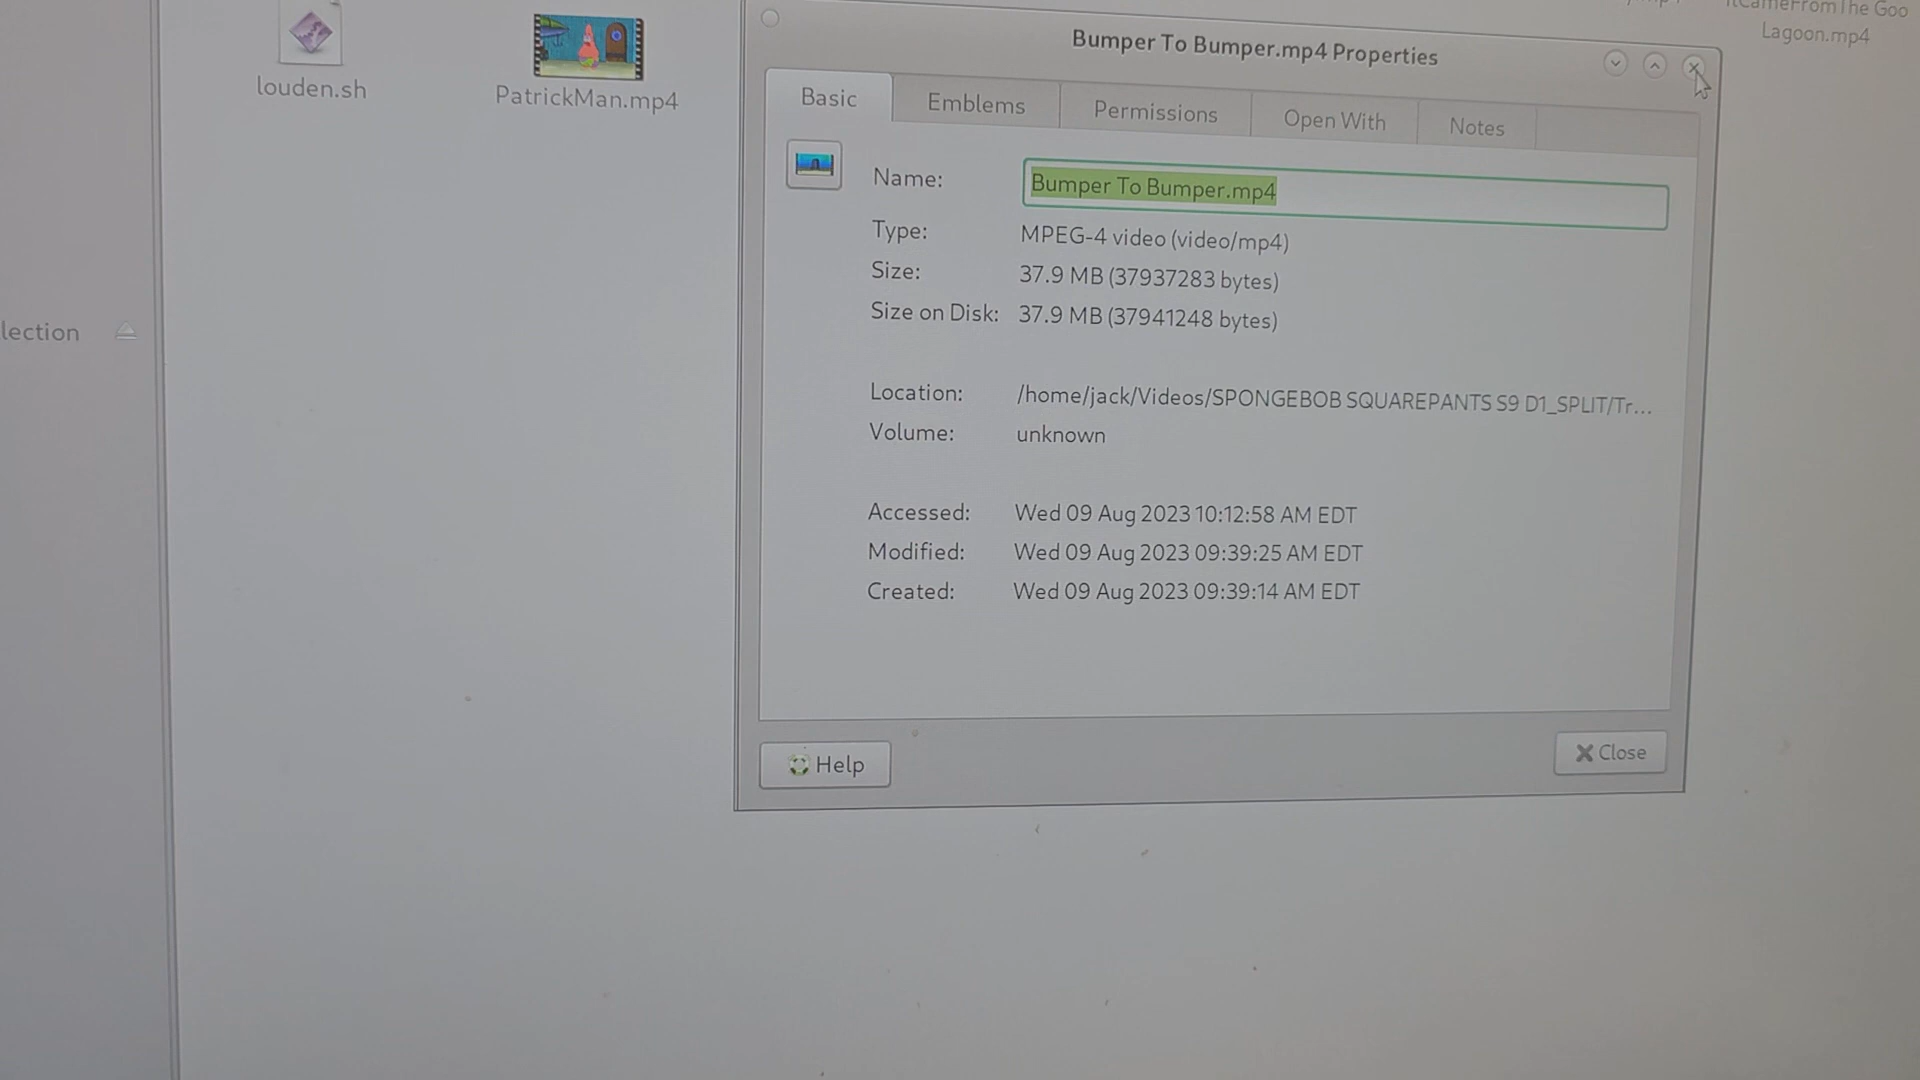 louden.sh
PatrickMan.mp4
Goo
Lagoon.mp4
lection
Bumper To Bumper.mp4 Properties
Basic
Emblems
Permissions
Open With
Notes
Name:
Bumper To Bumper.mp4
Type:
MPEG-4 video (video/mp4)
Size:
37.9 MB (37937283 bytes)
Size on Disk:
37.9 MB (37941248 bytes)
Location:
/home/jack/Videos/SPONGEBOB SQUAREPANTS S9 D1_SPLIT/Tr...
Volume:
unknown
Accessed:
Wed 09 Aug 2023 10:12:58 AM EDT
Modified:
Wed 09 Aug 2023 09:39:25 AM EDT
Created:
Wed 09 Aug 2023 09:39:14 AM EDT
Help
Close